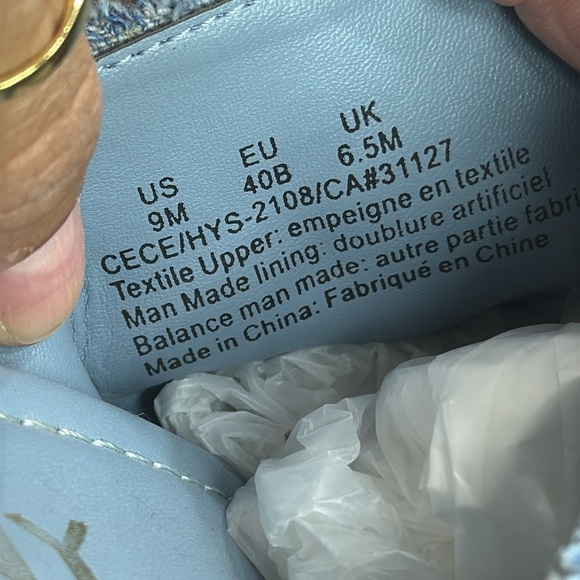 US EU UK
9M 40B 6.5M
CECE/HYS-2108/CA#31127
Textile Upper: empeigne en textile
Man Made lining: doublure artificiel
Balance man made: autre partie fabri
Made in China: Fabriqué en Chine